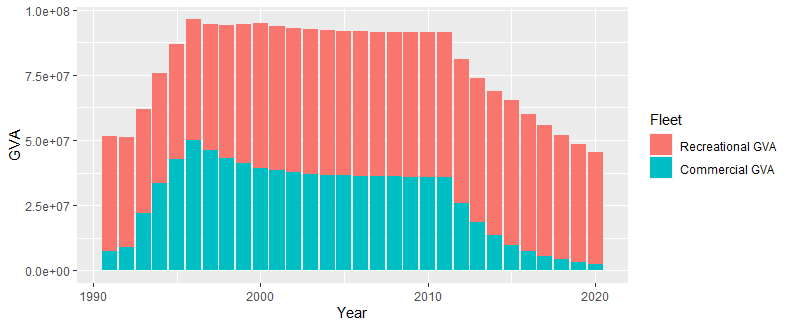 1.0e+08
7.5e+07
5.0e+07
2.5e+07
0.0e+00
GVA
1990 2000 2010 2020
Year
Fleet
Recreational GVA
Commercial GVA